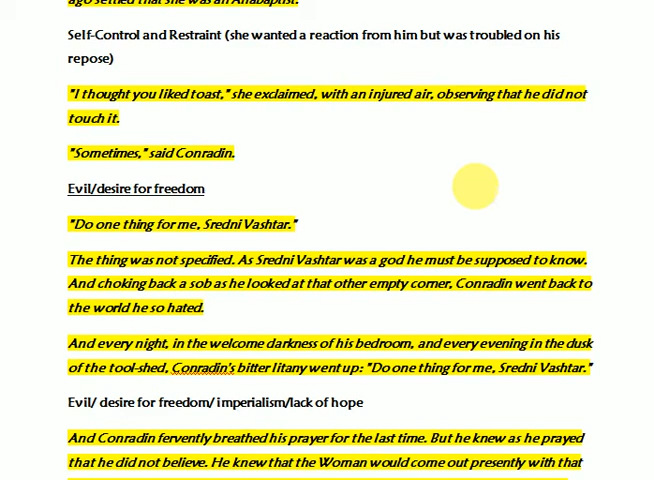 ago settled that she was an Anabaptist.
Self-Control and Restraint (she wanted a reaction from him but was troubled on his
repose)
"I thought you liked toast," she exclaimed, with an injured air, observing that he did not
touch it.
"Sometimes," said Conradin.
Evil/desire for freedom
"Do one thing for me, Sredni Vashtar."
The thing was not specified. As Sredni Vashtar was a god he must be supposed to know.
And choking back a sob as he looked at that other empty corner, Conradin went back to
the world he so hated.
And every night, in the welcome darkness of his bedroom, and every evening in the dusk
of the tool-shed, Conradin's bitter litany went up: "Do one thing for me, Sredni Vashtar."
Evil/ desire for freedom/ imperialism/lack of hope
And Conradin fervently breathed his prayer for the last time. But he knew as he prayed
that he did not believe. He knew that the Woman would come out presently with that